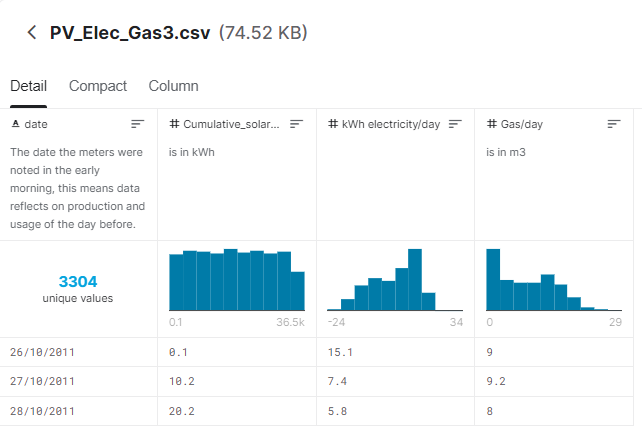 PV_Elec_Gas3.csv (74.52 KB)
Detail Compact Column
date
Cumulative_solar...
kWh electricity/day
Gas/day
The date the meters were
noted in the early
morning, this means data
reflects on production and
usage of the day before.
is in kWh
is in m3
3304
unique values
0.1 36.5k
-24 34
0 29
26/10/2011 0.1 15.1 9
27/10/2011 10.2 7.4 9.2
28/10/2011 20.2 5.8 8